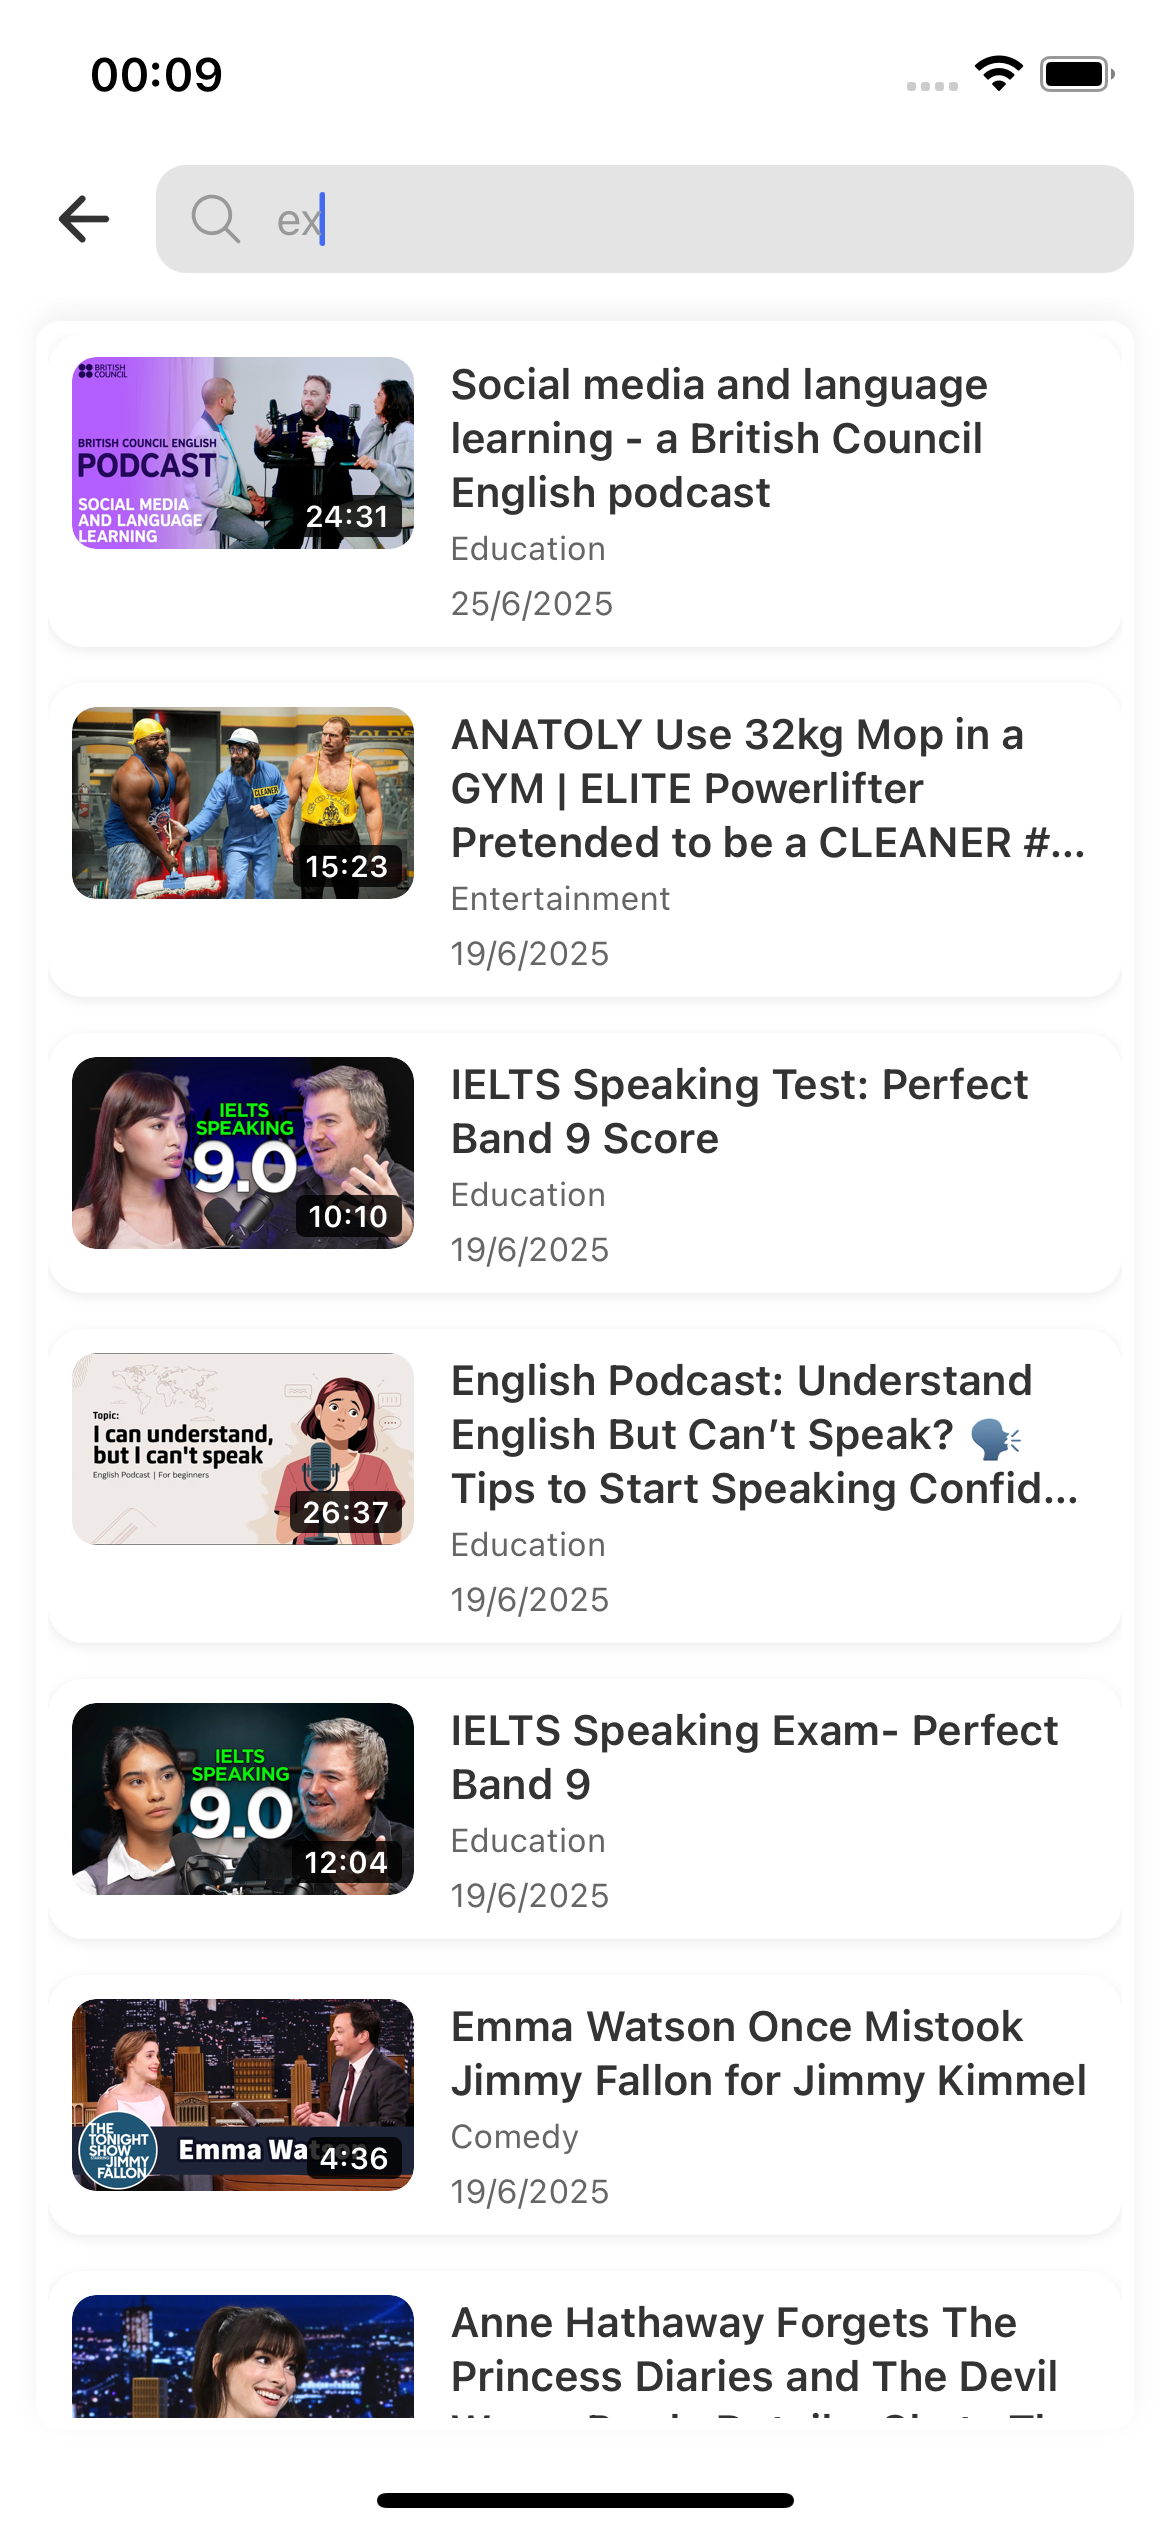 00:09
ex
BRITISH
COUNCIL
BRITISH COUNCIL ENGLISH
PODCAST
SOCIAL MEDIA
AND LANGUAGE
LEARNING
24:31
Social media and language
learning - a British Council
English podcast
Education
25/6/2025
CLEANER
15:23
ANATOLY Use 32kg Mop in a
GYM | ELITE Powerlifter
Pretended to be a CLEANER #...
Entertainment
19/6/2025
IELTS
SPEAKING
9.0
10:10
IELTS Speaking Test: Perfect
Band 9 Score
Education
19/6/2025
Topic:
I can understand,
but I can't speak
English Podcast | For beginners
26:37
English Podcast: Understand
English But Can’t Speak? 🗣️
Tips to Start Speaking Confid...
Education
19/6/2025
IELTS
SPEAKING
9.0
12:04
IELTS Speaking Exam- Perfect
Band 9
Education
19/6/2025
THE
TONIGHT
SHOW
JIMMY
FALLON
Emma
4:36
Emma Watson Once Mistook
Jimmy Fallon for Jimmy Kimmel
Comedy
19/6/2025
Anne Hathaway Forgets The
Princess Diaries and The Devil